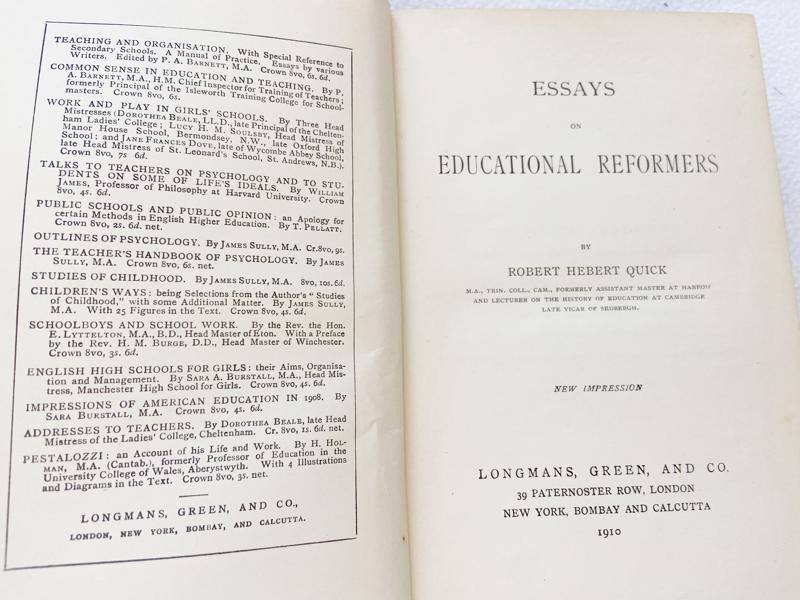 TEACHING AND ORGANISATION. With Special Reference to
Secondary Schools. A Manual of Practice. Essays by various
Writers. Edited by P. A. BARNETT, M.A. Crown 8vo, 6s. 6d.
COMMON SENSE IN EDUCATION AND TEACHING. By P.
A. BARNETT, M.A., H.M. Chief Inspector for Training of Teachers;
formerly Principal of the Isleworth Training College for School-
masters. Crown 8vo, 6s.
WORK AND PLAY IN GIRLS' SCHOOLS. By Three Head
Mistresses (DOROTHEA BEALE, LL.D., late Principal of the Chelten-
ham Ladies' College; LUCY H. M. SOULSBY, Head Mistress of
Manor House School, Bermondsey, N.W., late Oxford High
School; and JANE FRANCES DOVE, late of Wycombe Abbey School,
late Head Mistress of St. Leonard's School, St. Andrews, N.B.).
Crown 8vo, 7s 6d.
TALKS TO TEACHERS ON PSYCHOLOGY AND TO STU-
DENTS ON SOME OF LIFE'S IDEALS. By WILLIAM
JAMES, Professor of Philosophy at Harvard University. Crown
8vo, 4s. 6d.
PUBLIC SCHOOLS AND PUBLIC OPINION: an Apology for
certain Methods in English Higher Education. By T. PELLATT.
Crown 8vo, 2s. 6d. net.
OUTLINES OF PSYCHOLOGY. By JAMES SULLY, M.A. Cr.8vo, 9s.
THE TEACHER'S HANDBOOK OF PSYCHOLOGY. By JAMES
SULLY, M.A. Crown 8vo, 6s. net.
STUDIES OF CHILDHOOD. By JAMES SULLY, M.A. 8vo, 10s. 6d.
CHILDREN'S WAYS: being Selections from the Author's "Studies
of Childhood," with some Additional Matter. By JAMES SULLY,
M.A. With 25 Figures in the Text. Crown 8vo, 4s. 6d.
SCHOOLBOYS AND SCHOOL WORK. By the Rev. the Hon.
E. LYTTELTON, M.A., B.D., Head Master of Eton. With a Preface
by the Rev. H. M. BURGE, D.D., Head Master of Winchester.
Crown 8vo, 3s. 6d.
ENGLISH HIGH SCHOOLS FOR GIRLS: their Aims, Organisa-
tion and Management. By SARA A. BURSTALL, M.A., Head Mis-
tress, Manchester High School for Girls. Crown 8vo, 4s. 6d.
IMPRESSIONS OF AMERICAN EDUCATION IN 1908. By
SARA BURSTALL, M.A. Crown 8vo, 4s. 6d.
ADDRESSES TO TEACHERS. By DOROTHEA BEALE, late Head
Mistress of the Ladies' College, Cheltenham. Cr. 8vo, 1s. 6d. net.
PESTALOZZI: an Account of his Life and Work. By H. HOL-
MAN, M.A. (Cantab.), formerly Professor of Education in the
University College of Wales, Aberystwyth. With 4 Illustrations
and Diagrams in the Text. Crown 8vo, 3s. net.
LONGMANS, GREEN, AND CO.,
LONDON, NEW YORK, BOMBAY, AND CALCUTTA.
ESSAYS
ON
EDUCATIONAL REFORMERS
BY
ROBERT HEBERT QUICK
M.A., TRIN. COLL., CAM., FORMERLY ASSISTANT MASTER AT HARROW
AND LECTURER ON THE HISTORY OF EDUCATION AT CAMBRIDGE
LATE VICAR OF SEDBERGH.
NEW IMPRESSION
LONGMANS, GREEN, AND CO.
39 PATERNOSTER ROW, LONDON
NEW YORK, BOMBAY AND CALCUTTA
1910